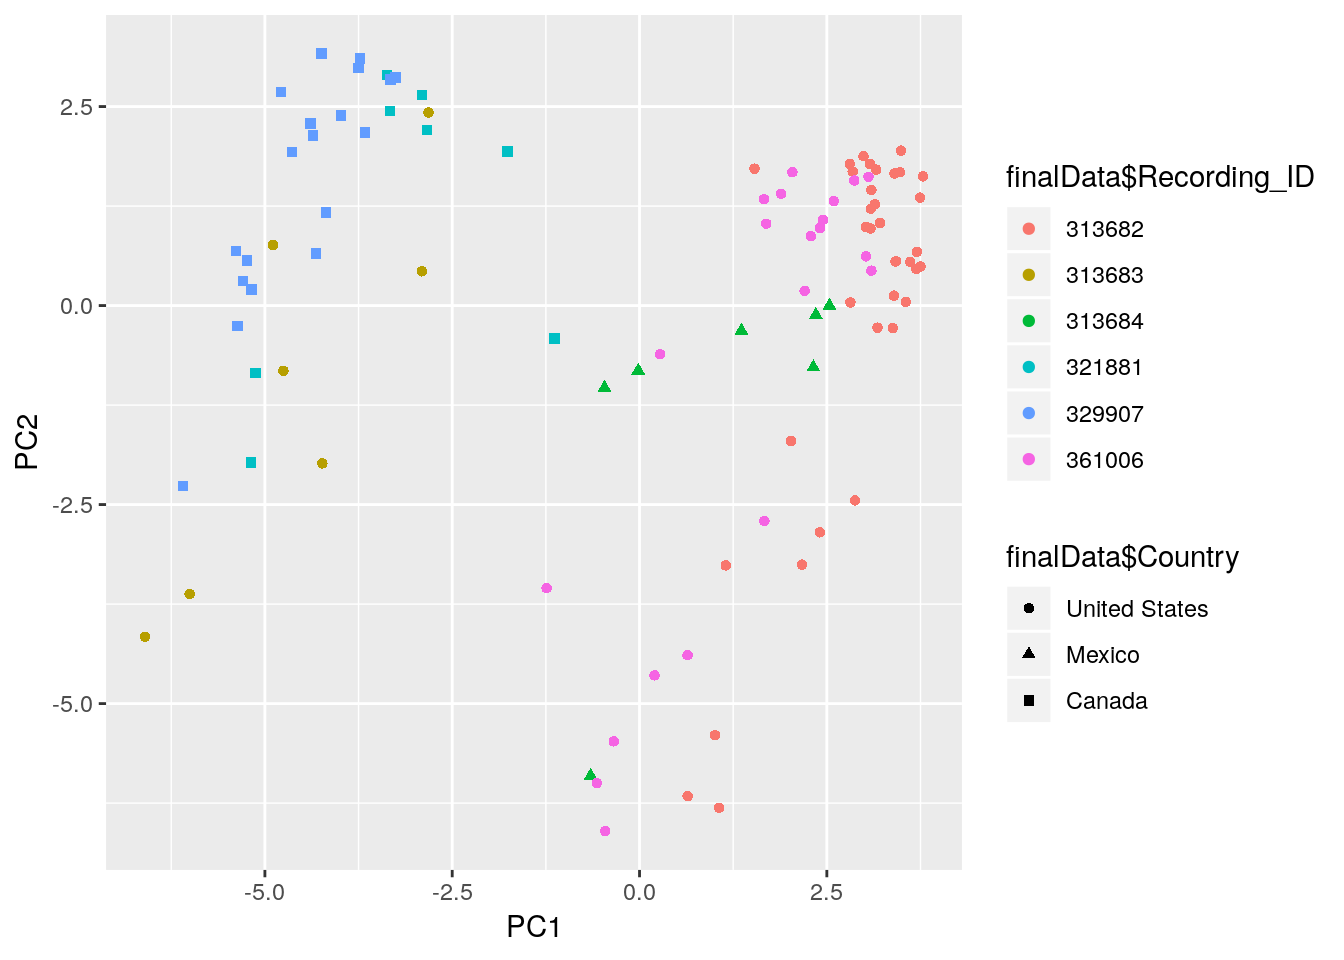 2.5
0.0
-2.5
-5.0
PC2
-5.0
-2.5
0.0
2.5
PC1
finalData$Recording_ID
313682
313683
313684
321881
329907
361006
finalData$Country
United States
Mexico
Canada